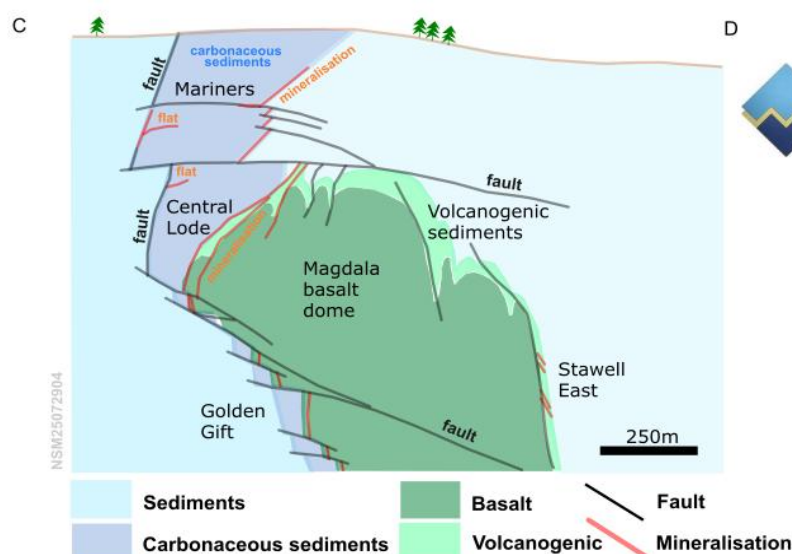 C
D
carbonaceous
sediments
fault
Mariners
mineralisation
flat
flat
fault
Central
Lode
fault
mineralisation
Volcanogenic
sediments
Magdala
basalt
dome
Stawell
East
Golden
Gift
fault
250m
NSM25072904
Sediments
Basalt
Fault
Carbonaceous sediments
Volcanogenic
Mineralisation